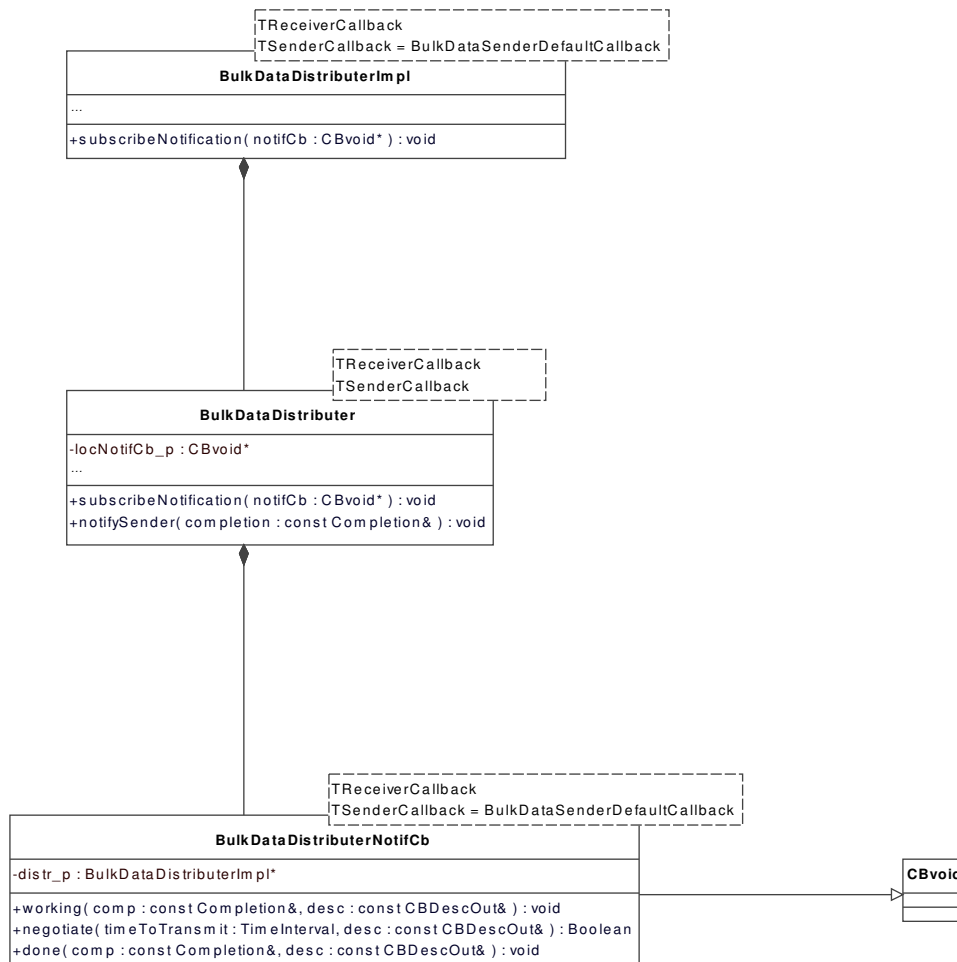 TReceiverCallback
TSenderCallback = BulkDataSenderDefaultCallback
BulkDataDistributerImpl
...
+subscribeNotification( notifCb : CBvoid* ) : void
TReceiverCallback
TSenderCallback
BulkDataDistributer
-locNotifCb_p : CBvoid*
...
+subscribeNotification( notifCb : CBvoid* ) : void
+notifySender( completion : const Completion& ) : void
TReceiverCallback
TSenderCallback = BulkDataSenderDefaultCallback
BulkDataDistributerNotifCb
-distr_p : BulkDataDistributerImpl*
CBvoid
+working( comp : const Completion&, desc : const CBDescOut& ) : void
+negotiate( timeToTransmit : TimeInterval, desc : const CBDescOut& ) : Boolean
+done( comp : const Completion&, desc : const CBDescOut& ) : void